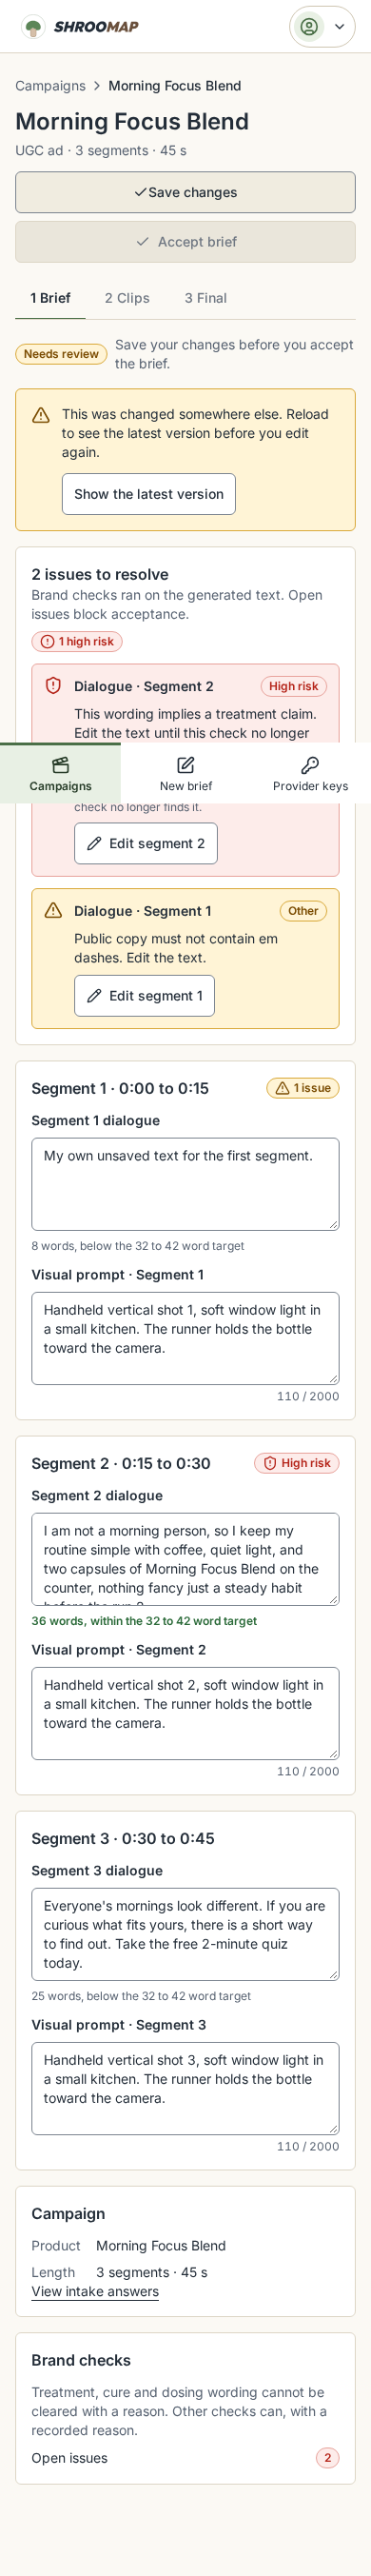 SHROOMAP
Campaigns > Morning Focus Blend
Morning Focus Blend
UGC ad · 3 segments · 45 s
Save changes
Accept brief
1 Brief
2 Clips
3 Final
Needs review
Save your changes before you accept
the brief.
This was changed somewhere else. Reload
to see the latest version before you edit
again.
Show the latest version
2 issues to resolve
Brand checks ran on the generated text. Open
issues block acceptance.
1 high risk
Dialogue · Segment 2
High risk
This wording implies a treatment claim.
Edit the text until this check no longer
Campaigns
New brief
Provider keys
check no longer finds it.
Edit segment 2
Dialogue · Segment 1
Other
Public copy must not contain em
dashes. Edit the text.
Edit segment 1
Segment 1 · 0:00 to 0:15
1 issue
Segment 1 dialogue
My own unsaved text for the first segment.
8 words, below the 32 to 42 word target
Visual prompt · Segment 1
Handheld vertical shot 1, soft window light in
a small kitchen. The runner holds the bottle
toward the camera.
110 / 2000
Segment 2 · 0:15 to 0:30
High risk
Segment 2 dialogue
I am not a morning person, so I keep my
routine simple with coffee, quiet light, and
two capsules of Morning Focus Blend on the
counter, nothing fancy just a steady habit
36 words, within the 32 to 42 word target
Visual prompt · Segment 2
Handheld vertical shot 2, soft window light in
a small kitchen. The runner holds the bottle
toward the camera.
110 / 2000
Segment 3 · 0:30 to 0:45
Segment 3 dialogue
Everyone's mornings look different. If you are
curious what fits yours, there is a short way
to find out. Take the free 2-minute quiz
today.
25 words, below the 32 to 42 word target
Visual prompt · Segment 3
Handheld vertical shot 3, soft window light in
a small kitchen. The runner holds the bottle
toward the camera.
110 / 2000
Campaign
Product Morning Focus Blend
Length 3 segments · 45 s
View intake answers
Brand checks
Treatment, cure and dosing wording cannot be
cleared with a reason. Other checks can, with a
recorded reason.
Open issues
2